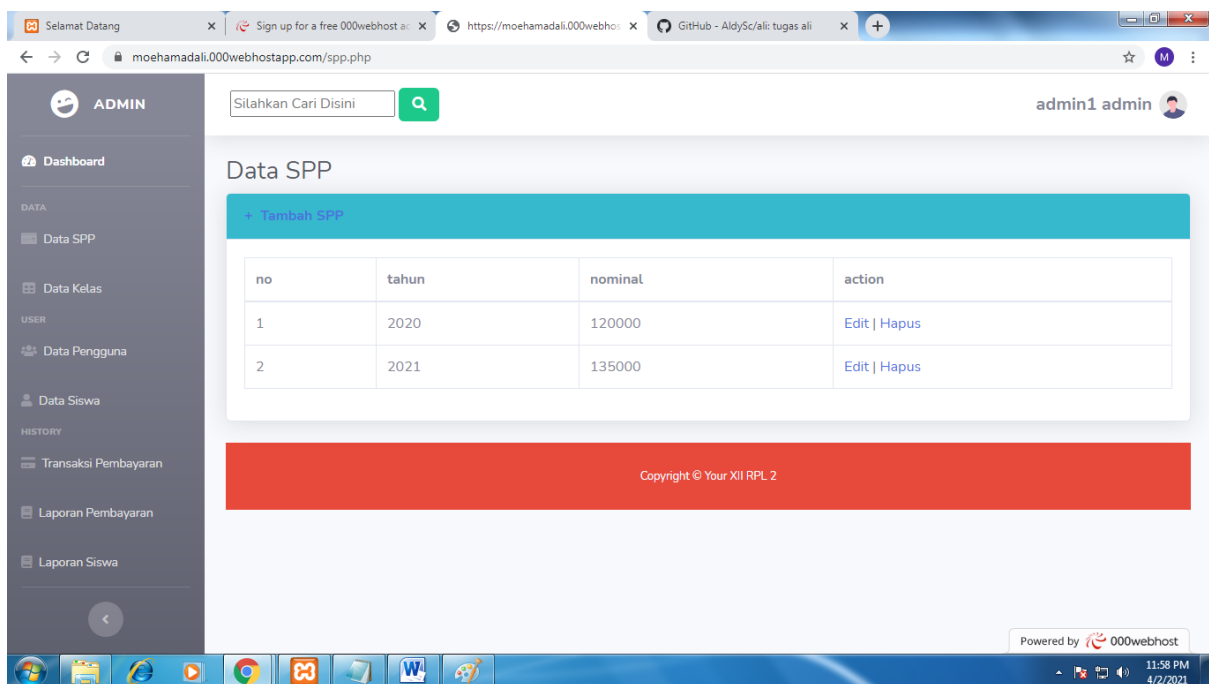 Selamat Datang
Sign up for a free 000webhost ac
https://moehamadali.000webhos
GitHub - AldySc/ali: tugas ali
moehamadali.000webhostapp.com/spp.php
M
ADMIN
Silahkan Cari Disini
admin1 admin
Dashboard
Data SPP
+ Tambah SPP
DATA
Data SPP
Data Kelas
USER
Data Pengguna
Data Siswa
HISTORY
Transaksi Pembayaran
Laporan Pembayaran
Laporan Siswa
no tahun nominal action
1 2020 120000 Edit | Hapus
2 2021 135000 Edit | Hapus
Copyright © Your XII RPL 2
Powered by 000webhost
11:58 PM
4/2/2021